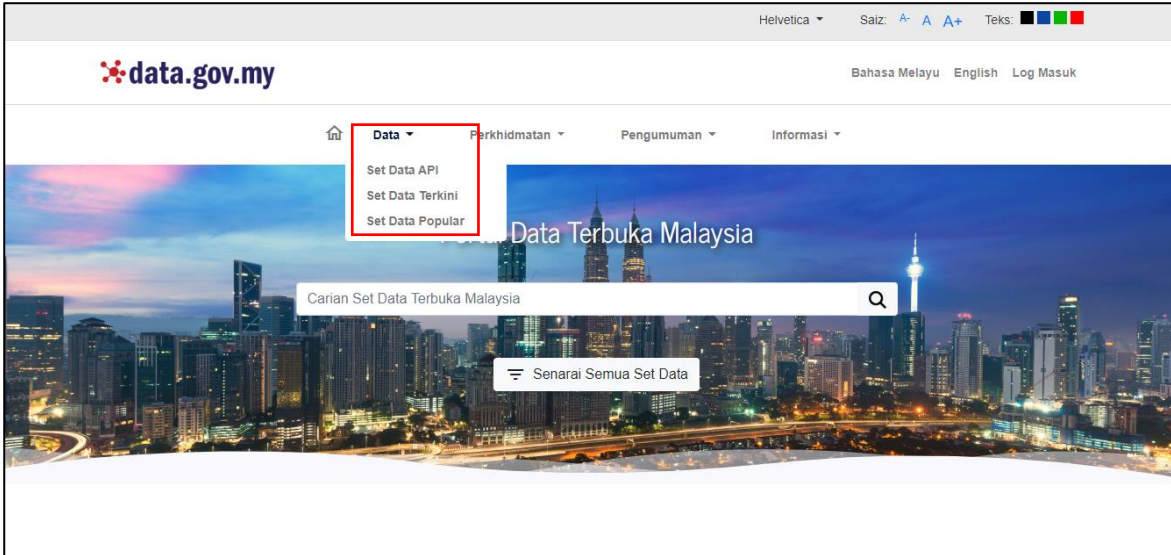 Helvetica Saiz: A- A A+ Teks:
data.gov.my
Bahasa Melayu English Log Masuk
Data Perkhidmatan Pengumuman Informasi
Set Data API
Set Data Terkini
Set Data Popular
Data Terbuka Malaysia
Carian Set Data Terbuka Malaysia
Senarai Semua Set Data